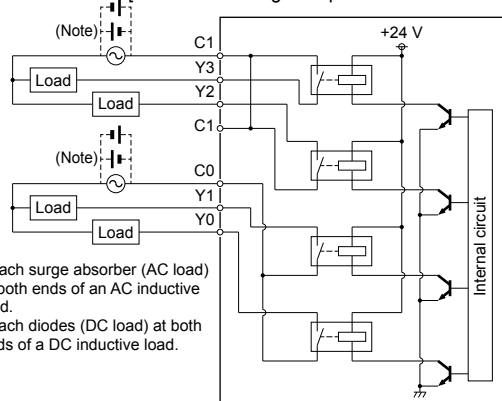 +24 V
(Note)
C1
Y3
Load
Y2
Load
C1
(Note)
C0
Y1
Load
Y0
Load
Internal circuit
ach surge absorber (AC load)
both ends of an AC inductive
d.
ach diodes (DC load) at both
ds of a DC inductive load.